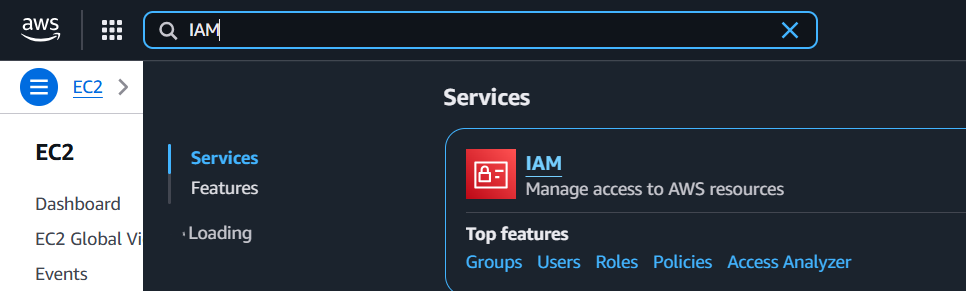 aws
IAM
EC2
EC2
Dashboard
EC2 Global Vi
Events
Services
Features
Loading
Services
IAM
Manage access to AWS resources
Top features
Groups Users Roles Policies Access Analyzer